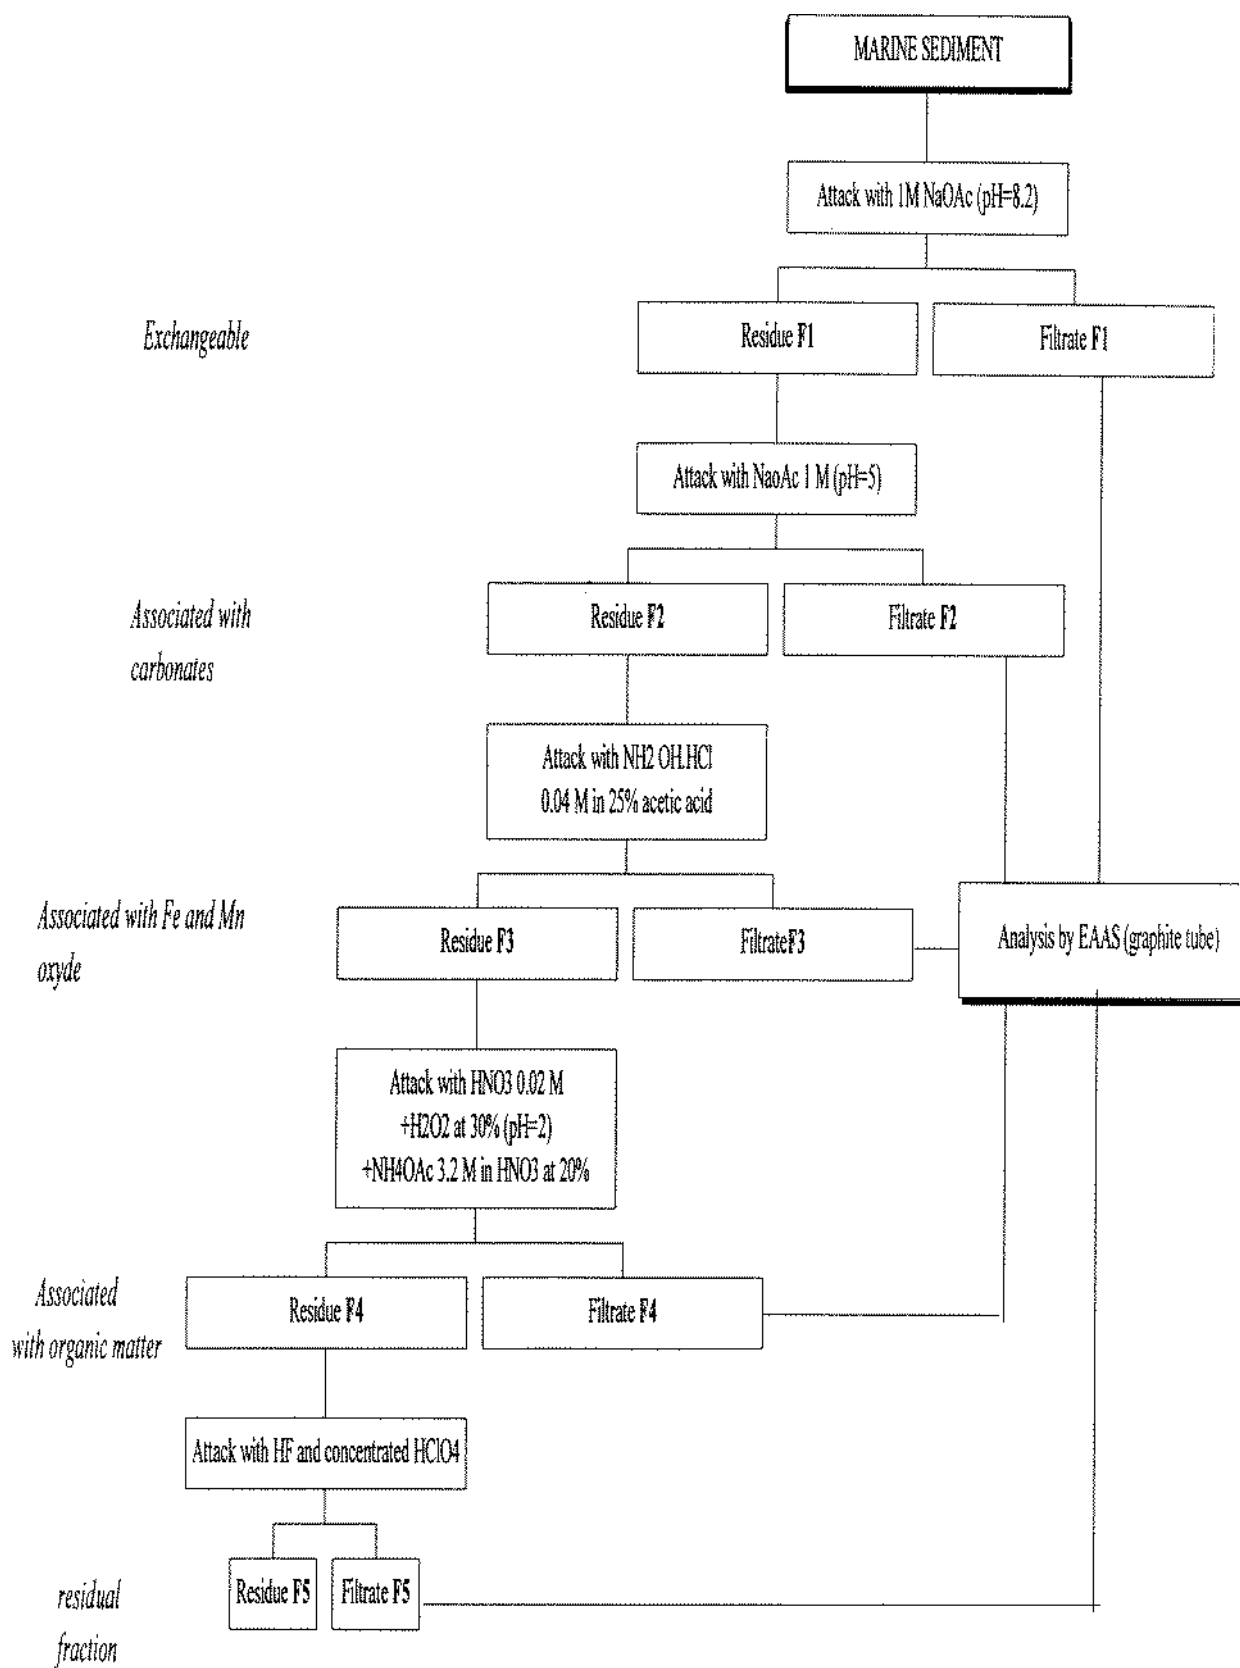 MARINE SEDIMENT
Attack with 1M NaOAc (pH=8.2)
Exchangeable
Residue F1
Filtrate F1
Attack with NaoAc 1 M (pH=5)
Associated with
carbonates
Residue F2
Filtrate F2
Attack with NH2 OH.HCl
0.04 M in 25% acetic acid
Associated with Fe and Mn
oxyde
Residue F3
FiltrateF3
Analysis by EAAS (graphite tube)
Attack with HNO3 0.02 M
+H2O2 at 30% (pH=2)
+NH4OAc 3.2 M in HNO3 at 20%
Associated
with organic matter
Residue F4
Filtrate F4
Attack with HF and concentrated HClO4
residual
fraction
Residue F5
Filtrate F5